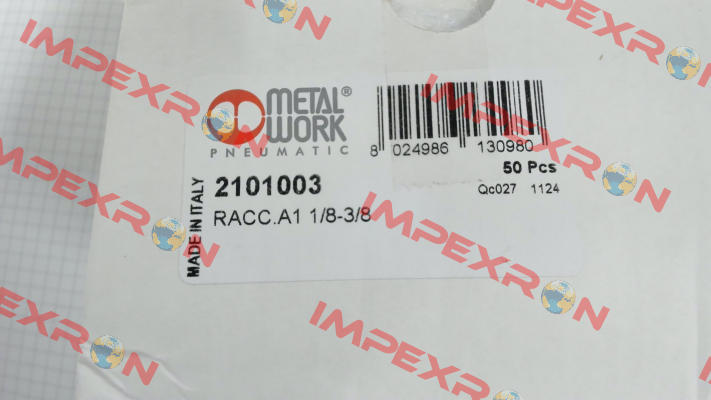 METAL®
WORK
PNEUMATIC
8 024986 130980
50 Pcs
2101003
Qc027 1124
RACC.A1 1/8-3/8
MADE IN ITALY
IMPEXRON
IMPEXRON
IMPEXRON
IMPEXRON
IMPEXRON
IMPEXRON
IMPEXRON